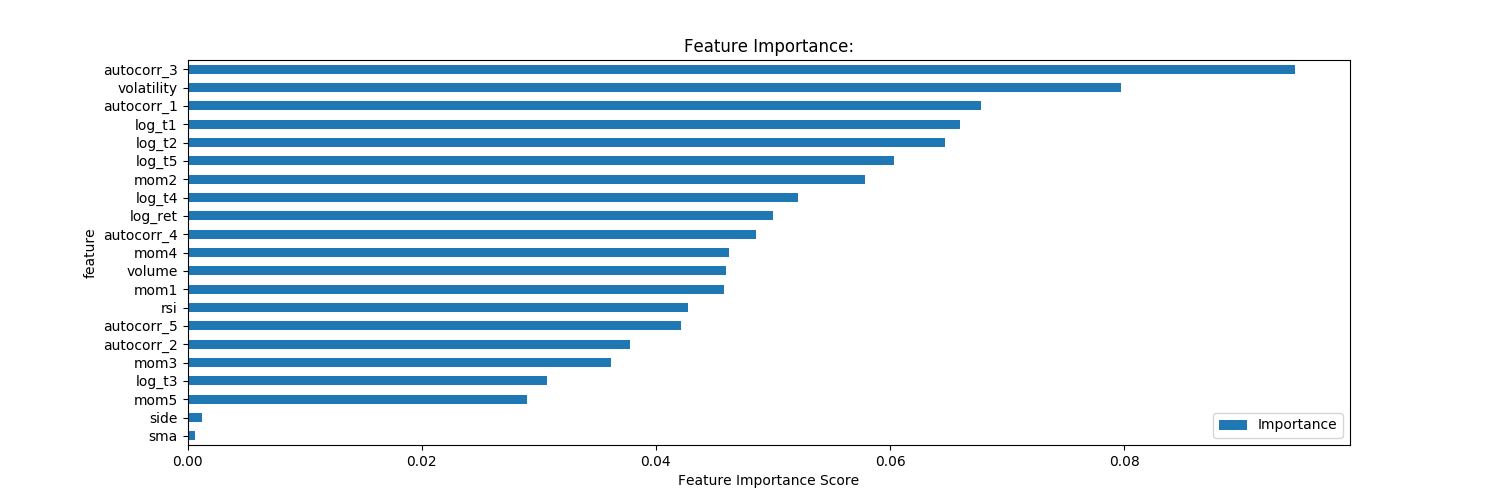 Feature Importance:
autocorr_3
volatility
autocorr_1
log_t1
log_t2
log_t5
mom2
log_t4
log_ret
autocorr_4
mom4
volume
mom1
rsi
autocorr_5
autocorr_2
mom3
log_t3
mom5
side
sma
feature
Importance
0.00 0.02 0.04 0.06 0.08
Feature Importance Score